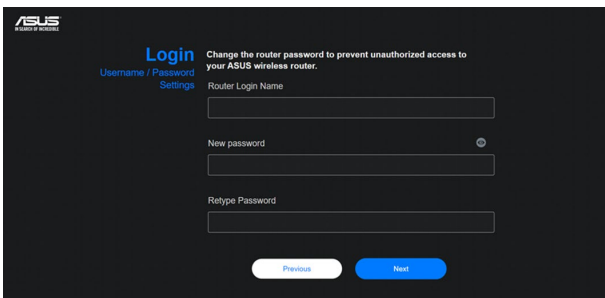 ASUS
IN SEARCH OF INCREDIBLE
Login
Username / Password
Settings
Change the router password to prevent unauthorized access to
your ASUS wireless router.
Router Login Name
New password
Retype Password
Previous
Next